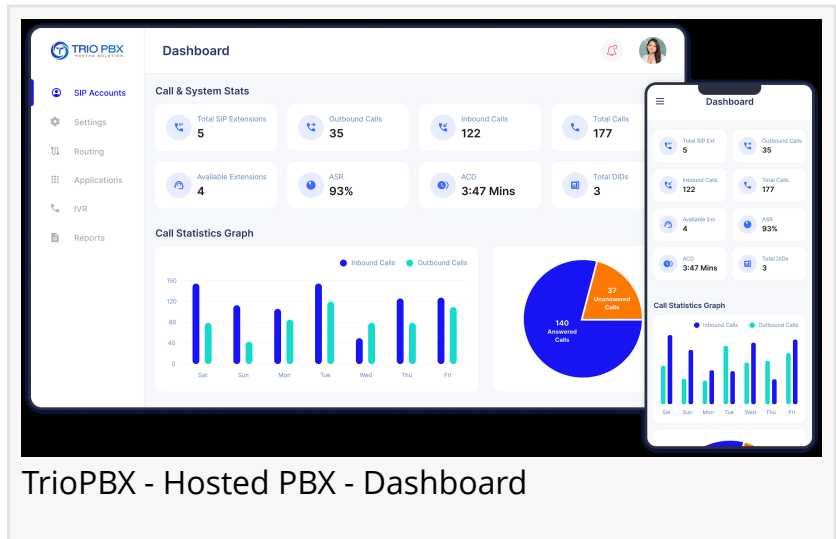 TRIO PBX
HOSTED SOLUTION
Dashboard
SIP Accounts
Settings
Routing
Applications
IVR
Reports
Call & System Stats
Total SIP Extensions
5
Outbound Calls
35
Inbound Calls
122
Total Calls
177
Available Extensions
4
ASR
93%
ACD
3:47 Mins
Total DIDs
3
Call Statistics Graph
Inbound Calls
Outbound Calls
150
120
80
40
0
Sat Sun Mon Tue Wed Thu Fri
37
Unanswered
Calls
140
Answered
Calls
Dashboard
Total SIP Ext
5
Outbound Calls
35
Inbound Calls
122
Total Calls
177
Available Ext
4
ASR
93%
ACD
3:47 Mins
Total DIDs
3
Call Statistics Graph
Inbound Calls
Outbound Calls
Sat Sun Mon Tue Wed Thu Fri
TrioPBX - Hosted PBX - Dashboard